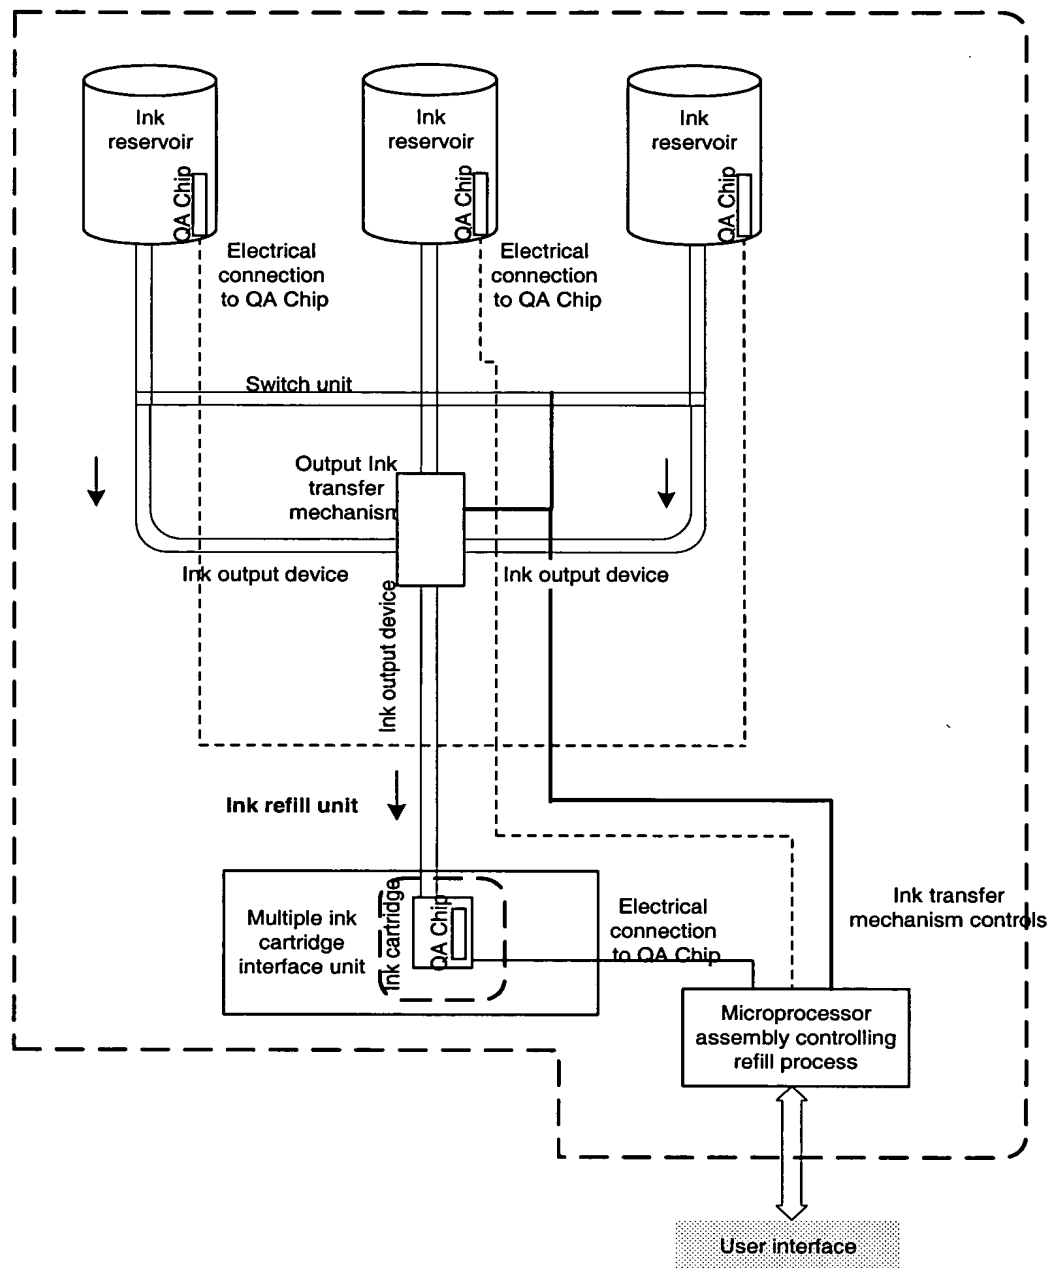 Ink
reservoir
QA Chip
Ink
reservoir
QA Chip
Ink
reservoir
QA Chip
Electrical
connection
to QA Chip
Electrical
connection
to QA Chip
Switch unit
Output Ink
transfer
mechanism
Ink output device
Ink output device
Ink output device
Ink refill unit
Multiple ink
cartridge
interface unit
Ink cartridge
QA Chip
Electrical
connection
to QA Chip
Ink transfer
mechanism controls
Microprocessor
assembly controlling
refill process
User interface